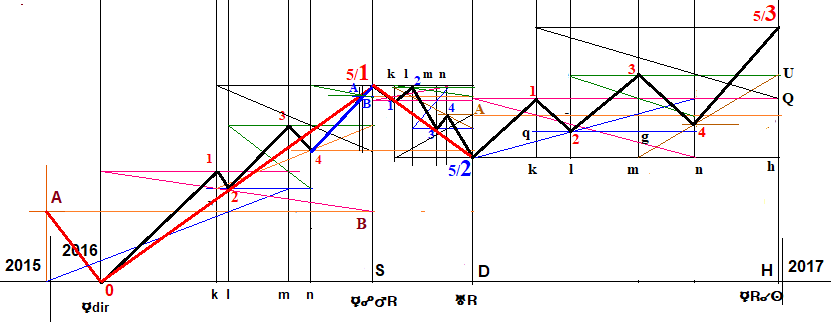 5/3
5/1
k l m n
2
A
B
1
3
U
Q
1
4
A
3
3
4
q
g
4
1
4
2
5/2
k
l
m
n
h
2
A
B
2015
2016
0
S
D
H
2017
k l m n
☿dir
☿☍♂R
♅R
☿R☌☉